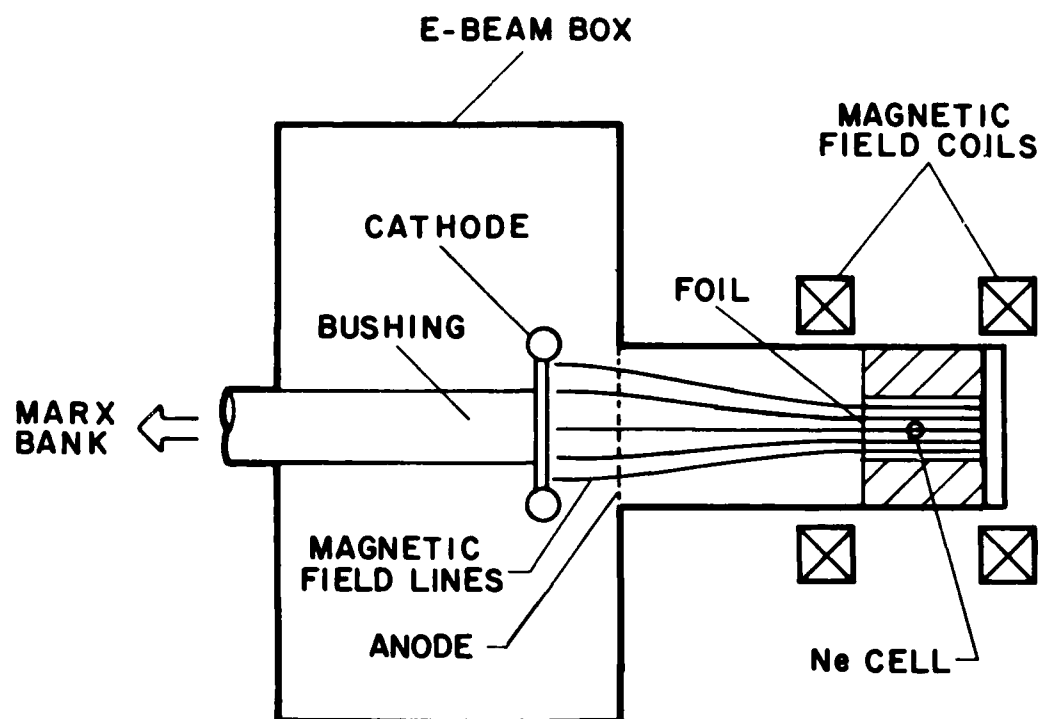 E-BEAM BOX
MAGNETIC
FIELD COILS
CATHODE
FOIL
BUSHING
MARX
BANK
MAGNETIC
FIELD LINES
ANODE
Ne CELL